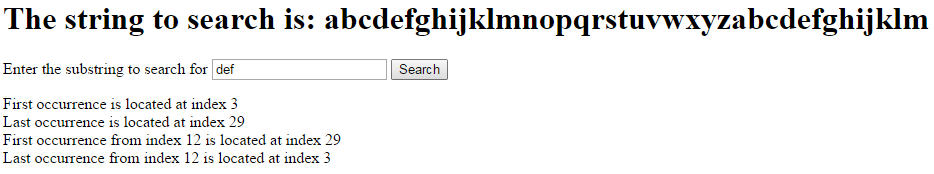 The string to search is: abcdefghijklmnopqrstuvwxyzabcdefghijklm
Enter the substring to search for def Search
First occurrence is located at index 3
Last occurrence is located at index 29
First occurrence from index 12 is located at index 29
Last occurrence from index 12 is located at index 3